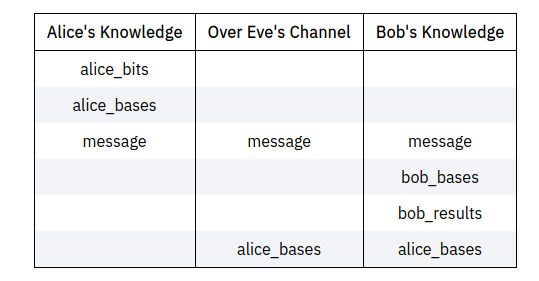 Alice's Knowledge Over Eve's Channel Bob's Knowledge
alice_bits
alice_bases
message message message
bob_bases
bob_results
alice_bases alice_bases